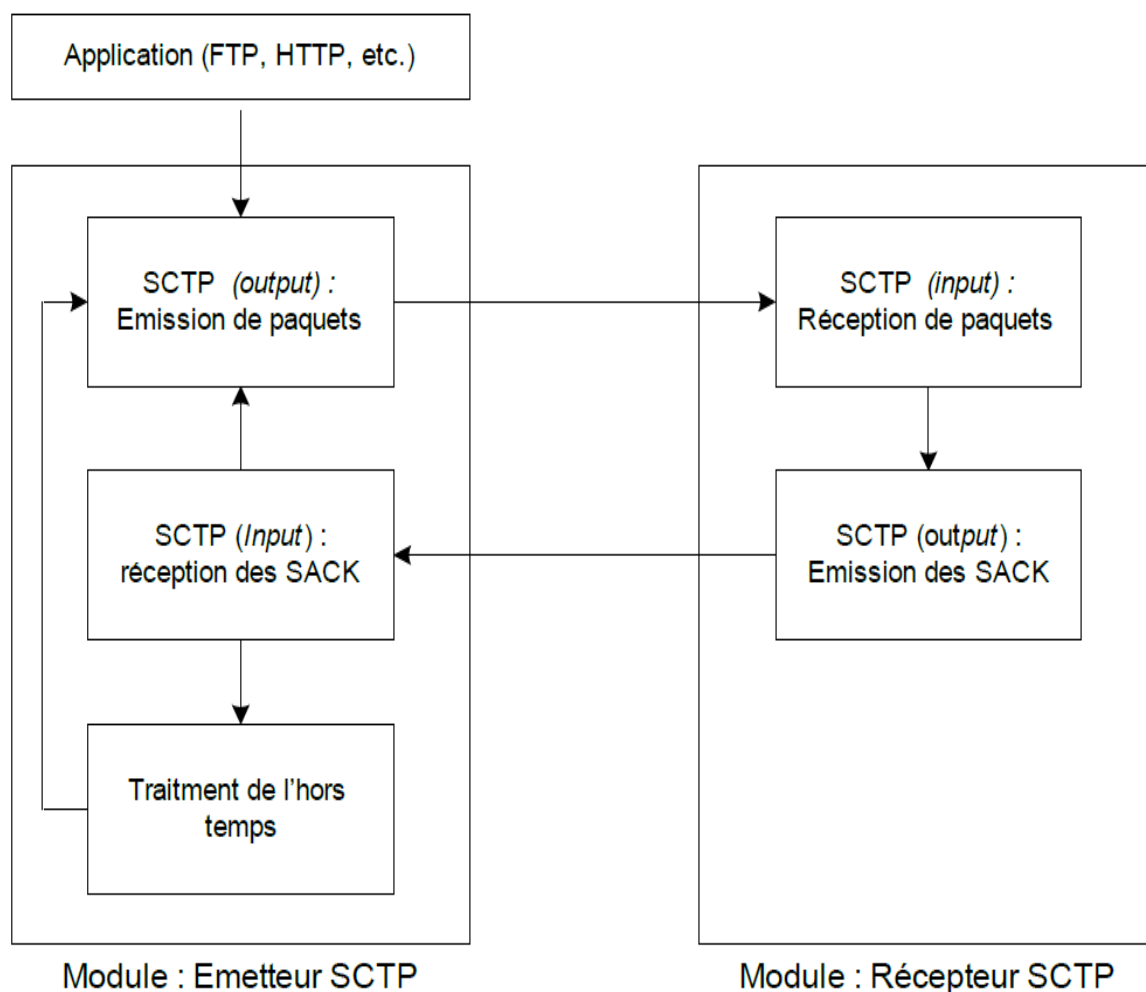 Application (FTP, HTTP, etc.)
SCTP (output) :
Emission de paquets
SCTP (input) :
Réception de paquets
SCTP (Input) :
réception des SACK
SCTP (output) :
Emission des SACK
Traitment de l'hors
temps
Module : Emetteur SCTP
Module : Récepteur SCTP